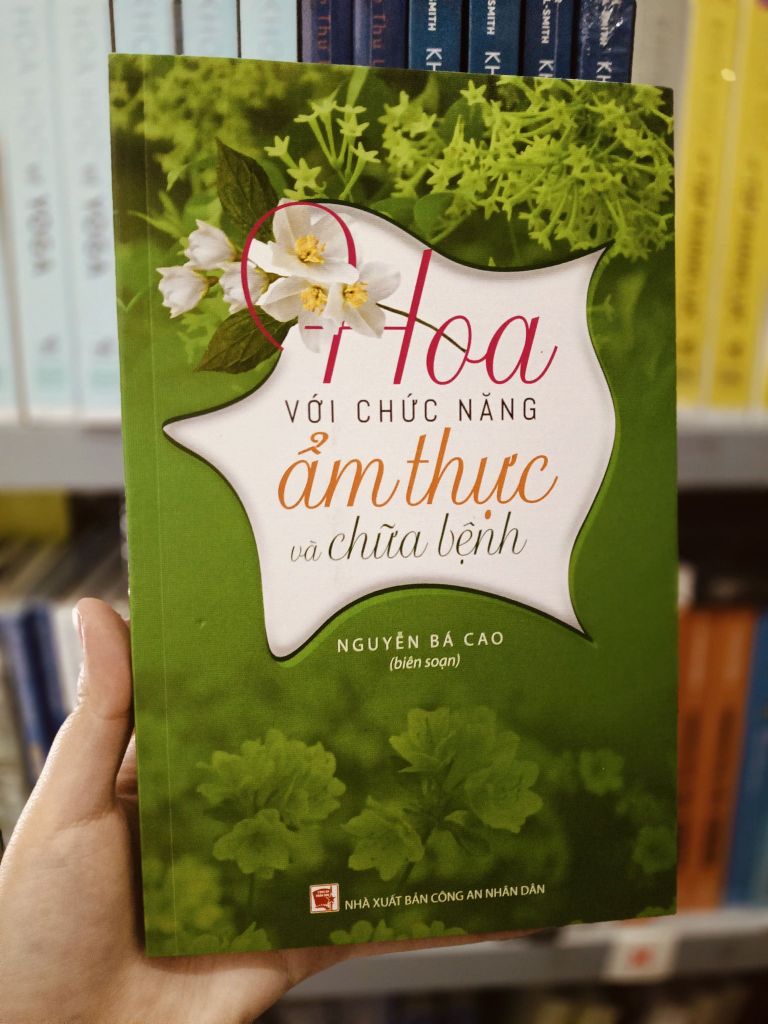 Hoa
VỚI CHỨC NĂNG
ẩm thực
và chữa bệnh
NGUYỄN BÁ CAO
(biên soạn)
NHÀ XUẤT BẢN CÔNG AN NHÂN DÂN